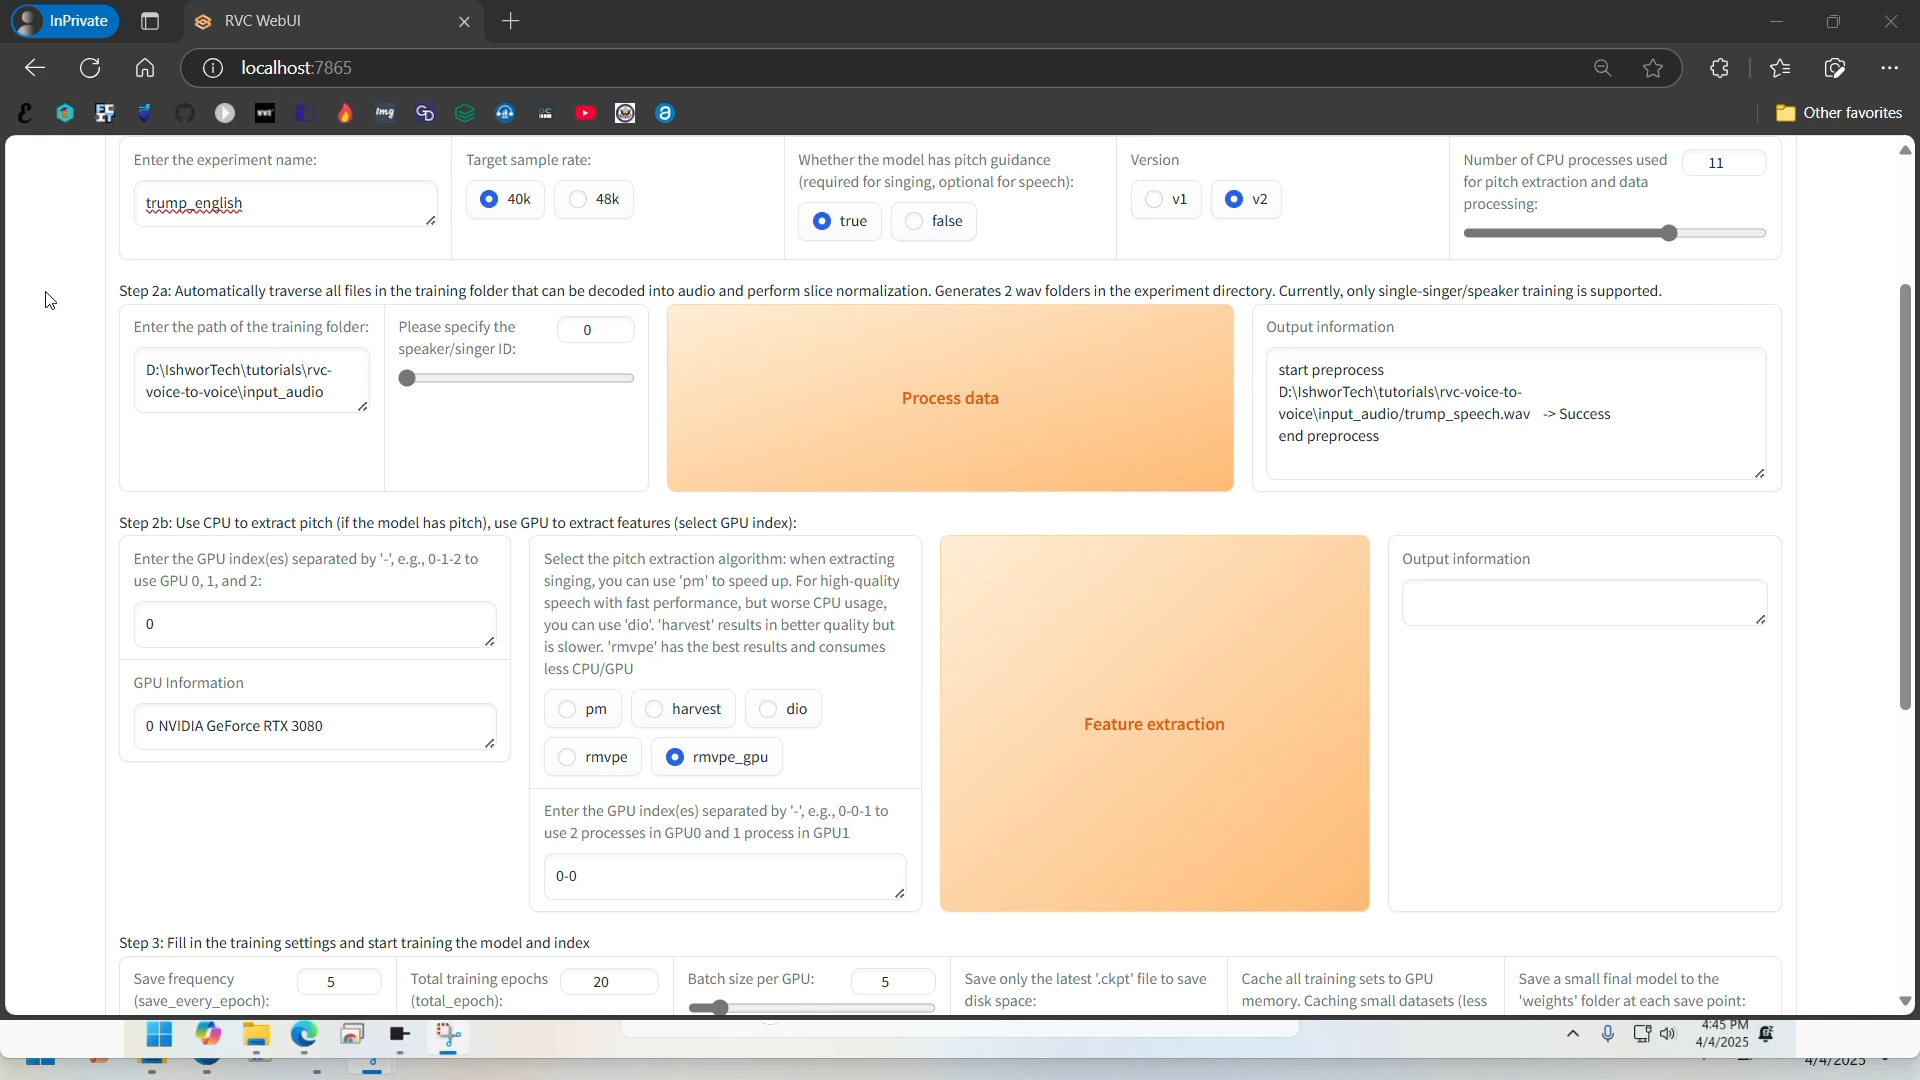 InPrivate
RVC WebUI
localhost:7865
Other favorites
Enter the experiment name:
trump_english
Target sample rate:
40k
48k
Whether the model has pitch guidance
(required for singing, optional for speech):
true
false
Version
v1
v2
Number of CPU processes used
for pitch extraction and data
processing:
11
Step 2a: Automatically traverse all files in the training folder that can be decoded into audio and perform slice normalization. Generates 2 wav folders in the experiment directory. Currently, only single-singer/speaker training is supported.
Enter the path of the training folder:
D:\IshworTech\tutorials\rvc-
voice-to-voice\input_audio
Please specify the
speaker/singer ID:
0
Process data
Output information
start preprocess
D:\IshworTech\tutorials\rvc-voice-to-
voice\input_audio/trump_speech.wav -> Success
end preprocess
Step 2b: Use CPU to extract pitch (if the model has pitch), use GPU to extract features (select GPU index):
Enter the GPU index(es) separated by '-', e.g., 0-1-2 to
use GPU 0, 1, and 2:
0
GPU Information
0 NVIDIA GeForce RTX 3080
Select the pitch extraction algorithm: when extracting
singing, you can use 'pm' to speed up. For high-quality
speech with fast performance, but worse CPU usage,
you can use 'dio'. 'harvest' results in better quality but
is slower. 'rmvpe' has the best results and consumes
less CPU/GPU
pm
harvest
dio
rmvpe
rmvpe_gpu
Enter the GPU index(es) separated by '-', e.g., 0-0-1 to
use 2 processes in GPU0 and 1 process in GPU1
0-0
Feature extraction
Output information
Step 3: Fill in the training settings and start training the model and index
Save frequency
(save_every_epoch):
5
Total training epochs
(total_epoch):
20
Batch size per GPU:
5
Save only the latest '.ckpt' file to save
disk space:
Cache all training sets to GPU
memory. Caching small datasets (less
Save a small final model to the
'weights' folder at each save point:
4:45 PM
4/4/2025
4/4/2025